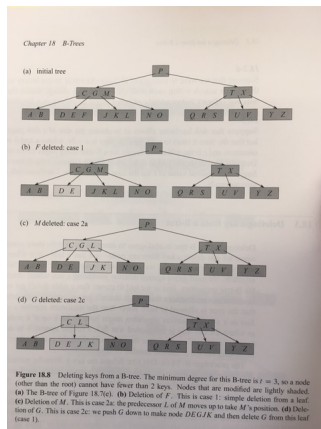 Chapter 18 B-Trees
(a) initial tree
P
C G M
T X
A B D E F J K L N O Q R S U V Y Z
(b) F deleted: case 1
P
C G M
T X
A B D E J K L N O Q R S U V Y Z
(c) M deleted: case 2a
P
C G L
T X
A B D E J K N O Q R S U V Y Z
(d) G deleted: case 2c
P
C L
T X
A B D E J K N O Q R S U V Y Z
Figure 18.8 Deleting keys from a B-tree. The minimum degree for this B-tree is t = 3, so a node
(other than the root) cannot have fewer than 2 keys. Nodes that are modified are lightly shaded.
(a) The B-tree of Figure 18.7(e). (b) Deletion of F. This is case 1: simple deletion from a leaf.
(c) Deletion of M. This is case 2a: the predecessor L of M moves up to take M's position. (d) Dele-
tion of G. This is case 2c: we push G down to make node DEGJK and then delete G from this leaf
(case 1).